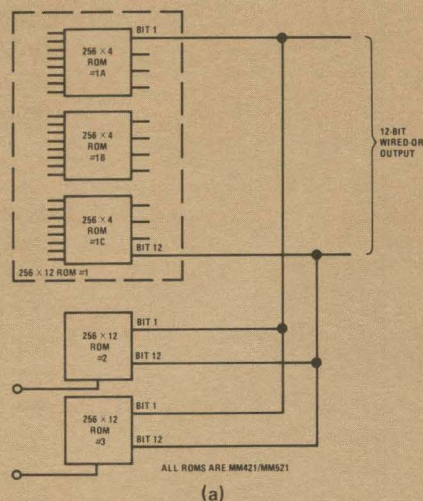 BIT 1
256 × 4
ROM
#1A
256 × 4
ROM
#1B
12-BIT
WIRED-OR
OUTPUT
256 × 4
ROM
#1C
BIT 12
256 × 12 ROM #1
256 × 12
ROM
#2
BIT 1
BIT 12
256 × 12
ROM
#3
BIT 1
BIT 12
ALL ROMS ARE MM421/MM521
(a)